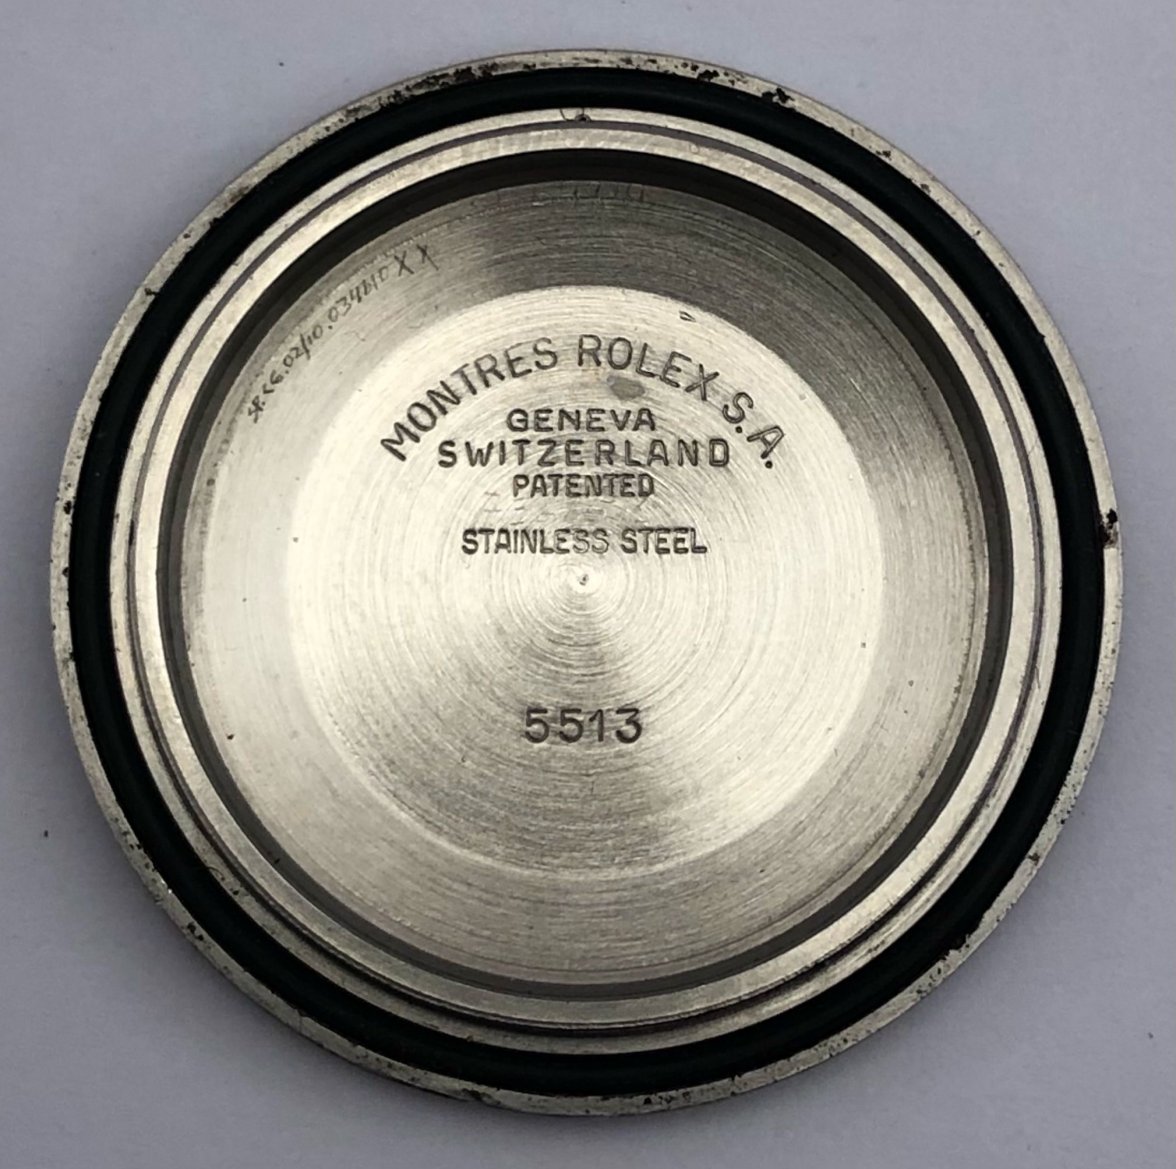 MONTRES ROLEX S.A.
GENEVA
SWITZERLAND
PATENTED
STAINLESS STEEL
5513